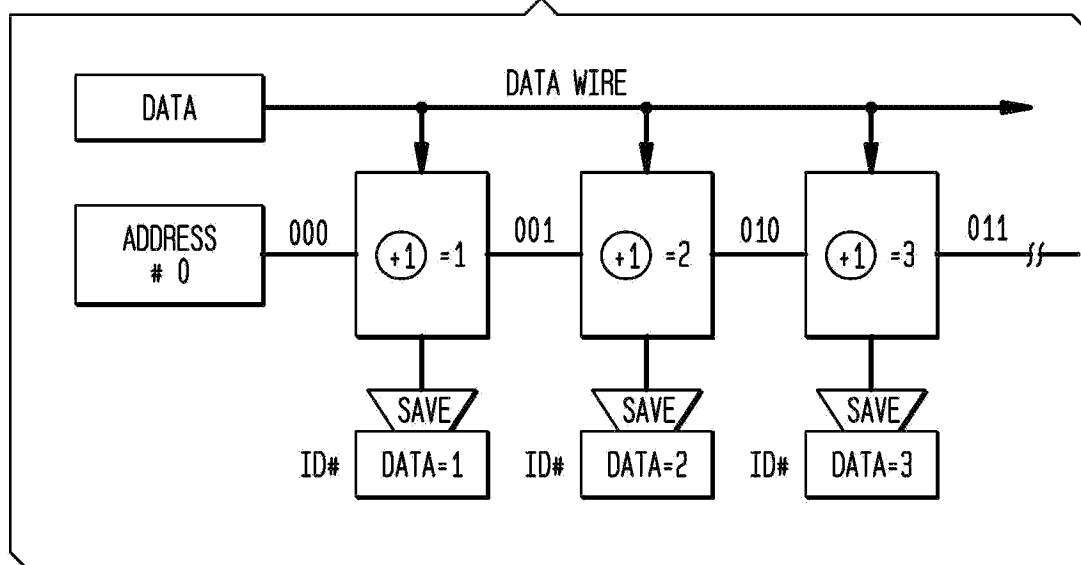 DATA WIRE
DATA
ADDRESS
# 0
000
+1 =1
001
+1 =2
010
+1 =3
011
SAVE
SAVE
SAVE
ID# DATA=1
ID# DATA=2
ID# DATA=3